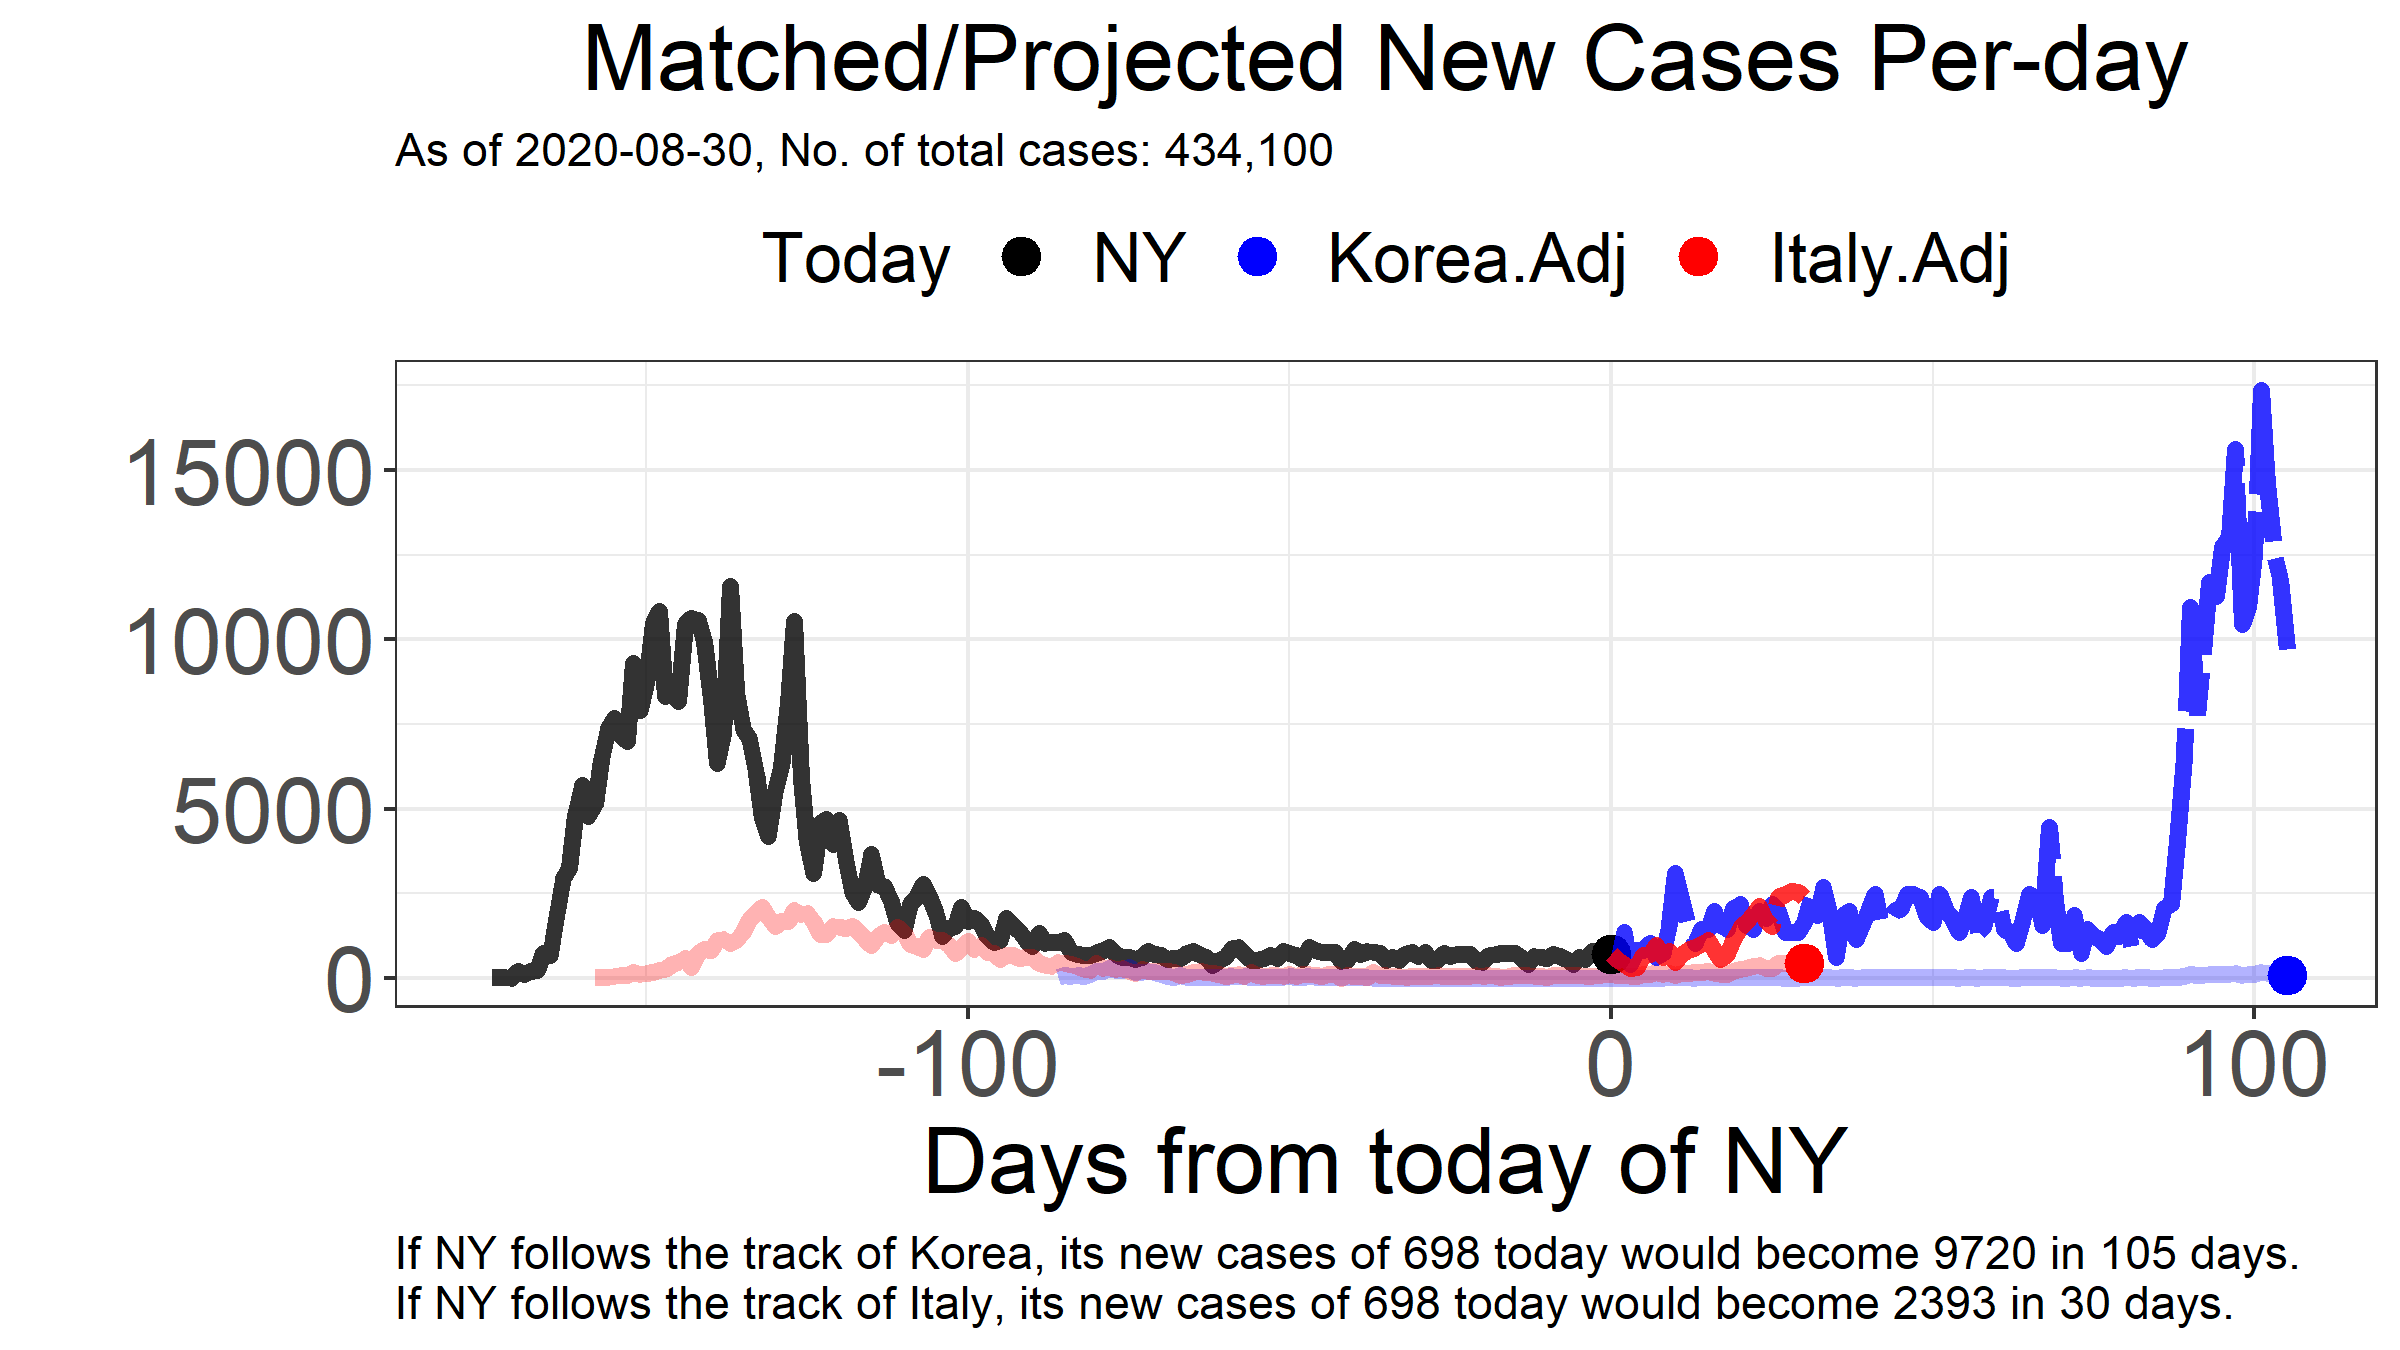 Matched/Projected New Cases Per-day
As of 2020-08-30, No. of total cases: 434,100
Today NY Korea.Adj Italy.Adj
15000
10000
5000
0
-100 0 100
Days from today of NY
If NY follows the track of Korea, its new cases of 698 today would become 9720 in 105 days.
If NY follows the track of Italy, its new cases of 698 today would become 2393 in 30 days.